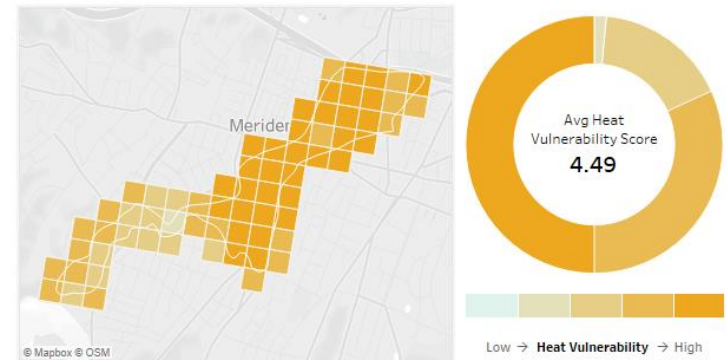 Meriden
© Mapbox © OSM
Avg Heat
Vulnerability Score
4.49
Low → Heat Vulnerability → High